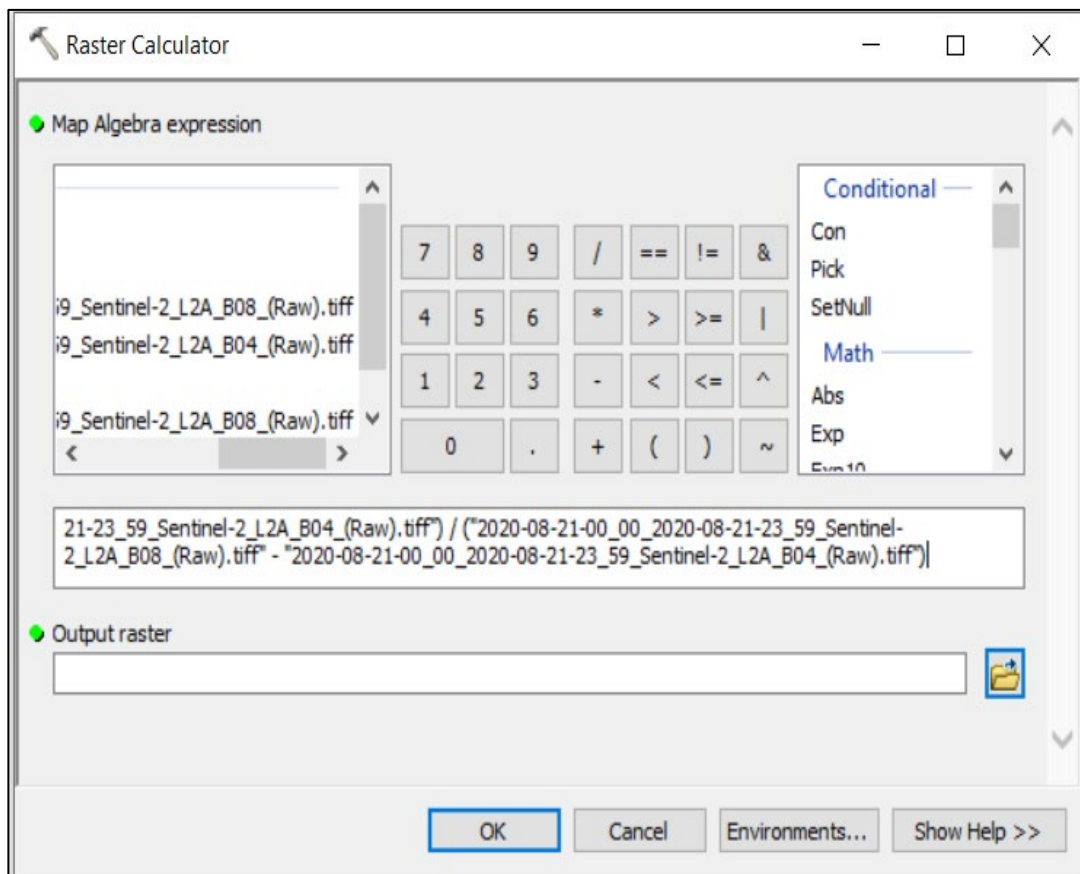 Raster Calculator
Map Algebra expression
i9_Sentinel-2_L2A_B08_(Raw).tiff
i9_Sentinel-2_L2A_B04_(Raw).tiff
i9_Sentinel-2_L2A_B08_(Raw).tiff
7 8 9 / == != &
4 5 6 * > >= |
1 2 3 - < <= ^
0 . + ( ) ~
Conditional
Con
Pick
SetNull
Math
Abs
Exp
Exp10
21-23_59_Sentinel-2_L2A_B04_(Raw).tiff") / ("2020-08-21-00_00_2020-08-21-23_59_Sentinel-
2_L2A_B08_(Raw).tiff" - "2020-08-21-00_00_2020-08-21-23_59_Sentinel-2_L2A_B04_(Raw).tiff")
Output raster
OK Cancel Environments... Show Help >>